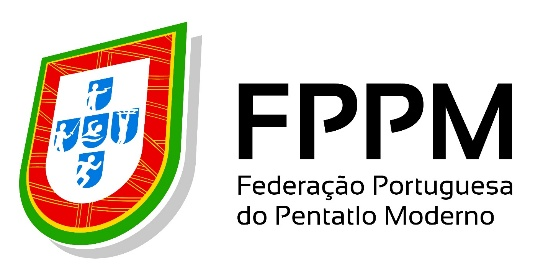 FPPM
Federação Portuguesa
do Pentatlo Moderno